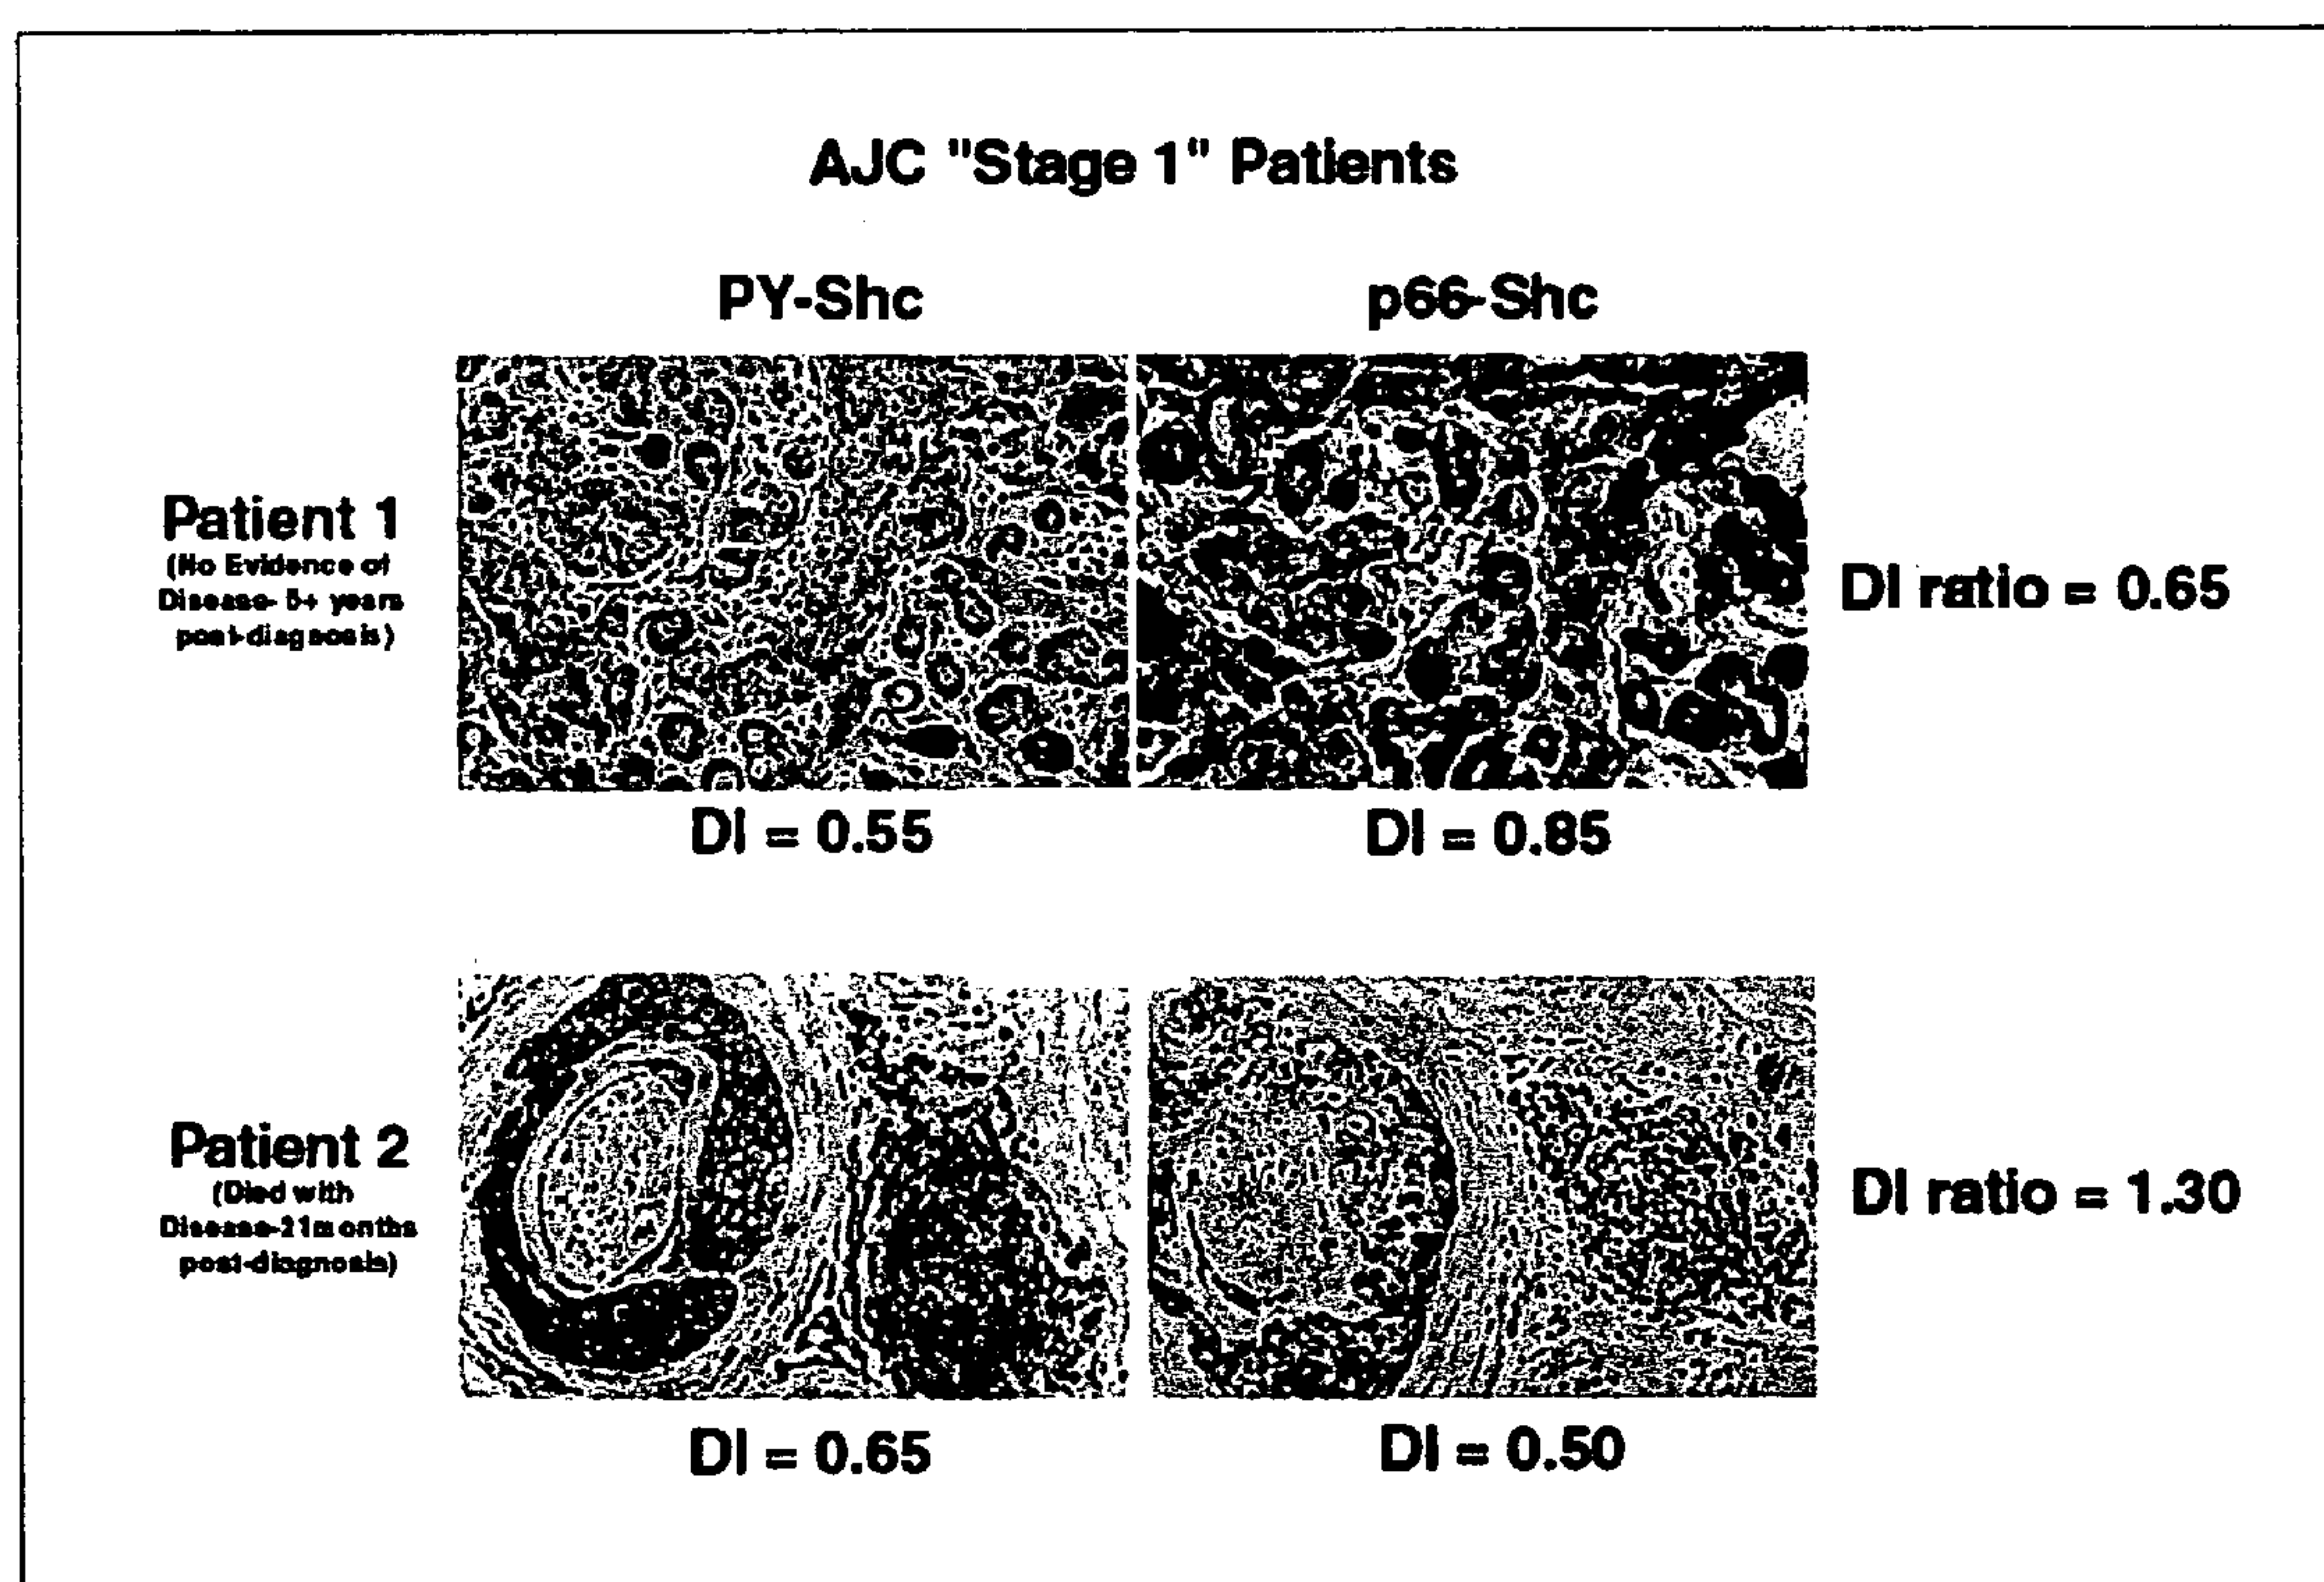 AJC "Stage 1" Patients
PY-Shc p66-Shc
Patient 1
(No Evidence of
Disease- 5+ years
post-diagnosis)
DI ratio = 0.65
DI = 0.55 DI = 0.85
Patient 2
(Died with
Disease-21months
post-diagnosis)
DI ratio = 1.30
DI = 0.65 DI = 0.50